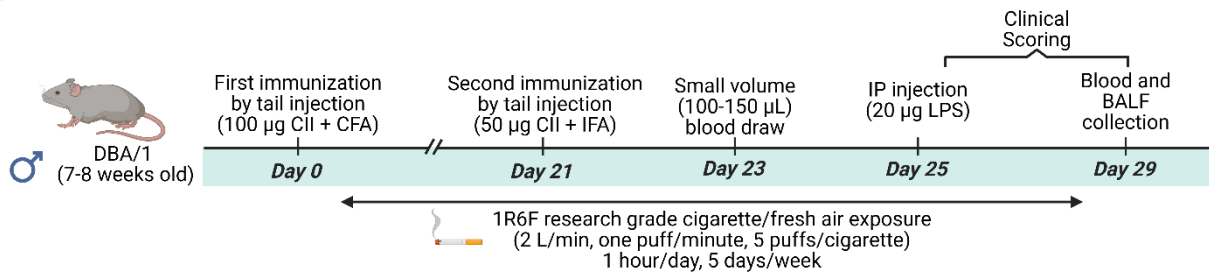 Clinical
Scoring
First immunization
by tail injection
(100 µg CII + CFA)
Second immunization
by tail injection
(50 µg CII + IFA)
Small volume
(100-150 µL)
blood draw
IP injection
(20 µg LPS)
Blood and
BALF
collection
DBA/1
(7-8 weeks old)
Day 0
Day 21
Day 23
Day 25
Day 29
1R6F research grade cigarette/fresh air exposure
(2 L/min, one puff/minute, 5 puffs/cigarette)
1 hour/day, 5 days/week